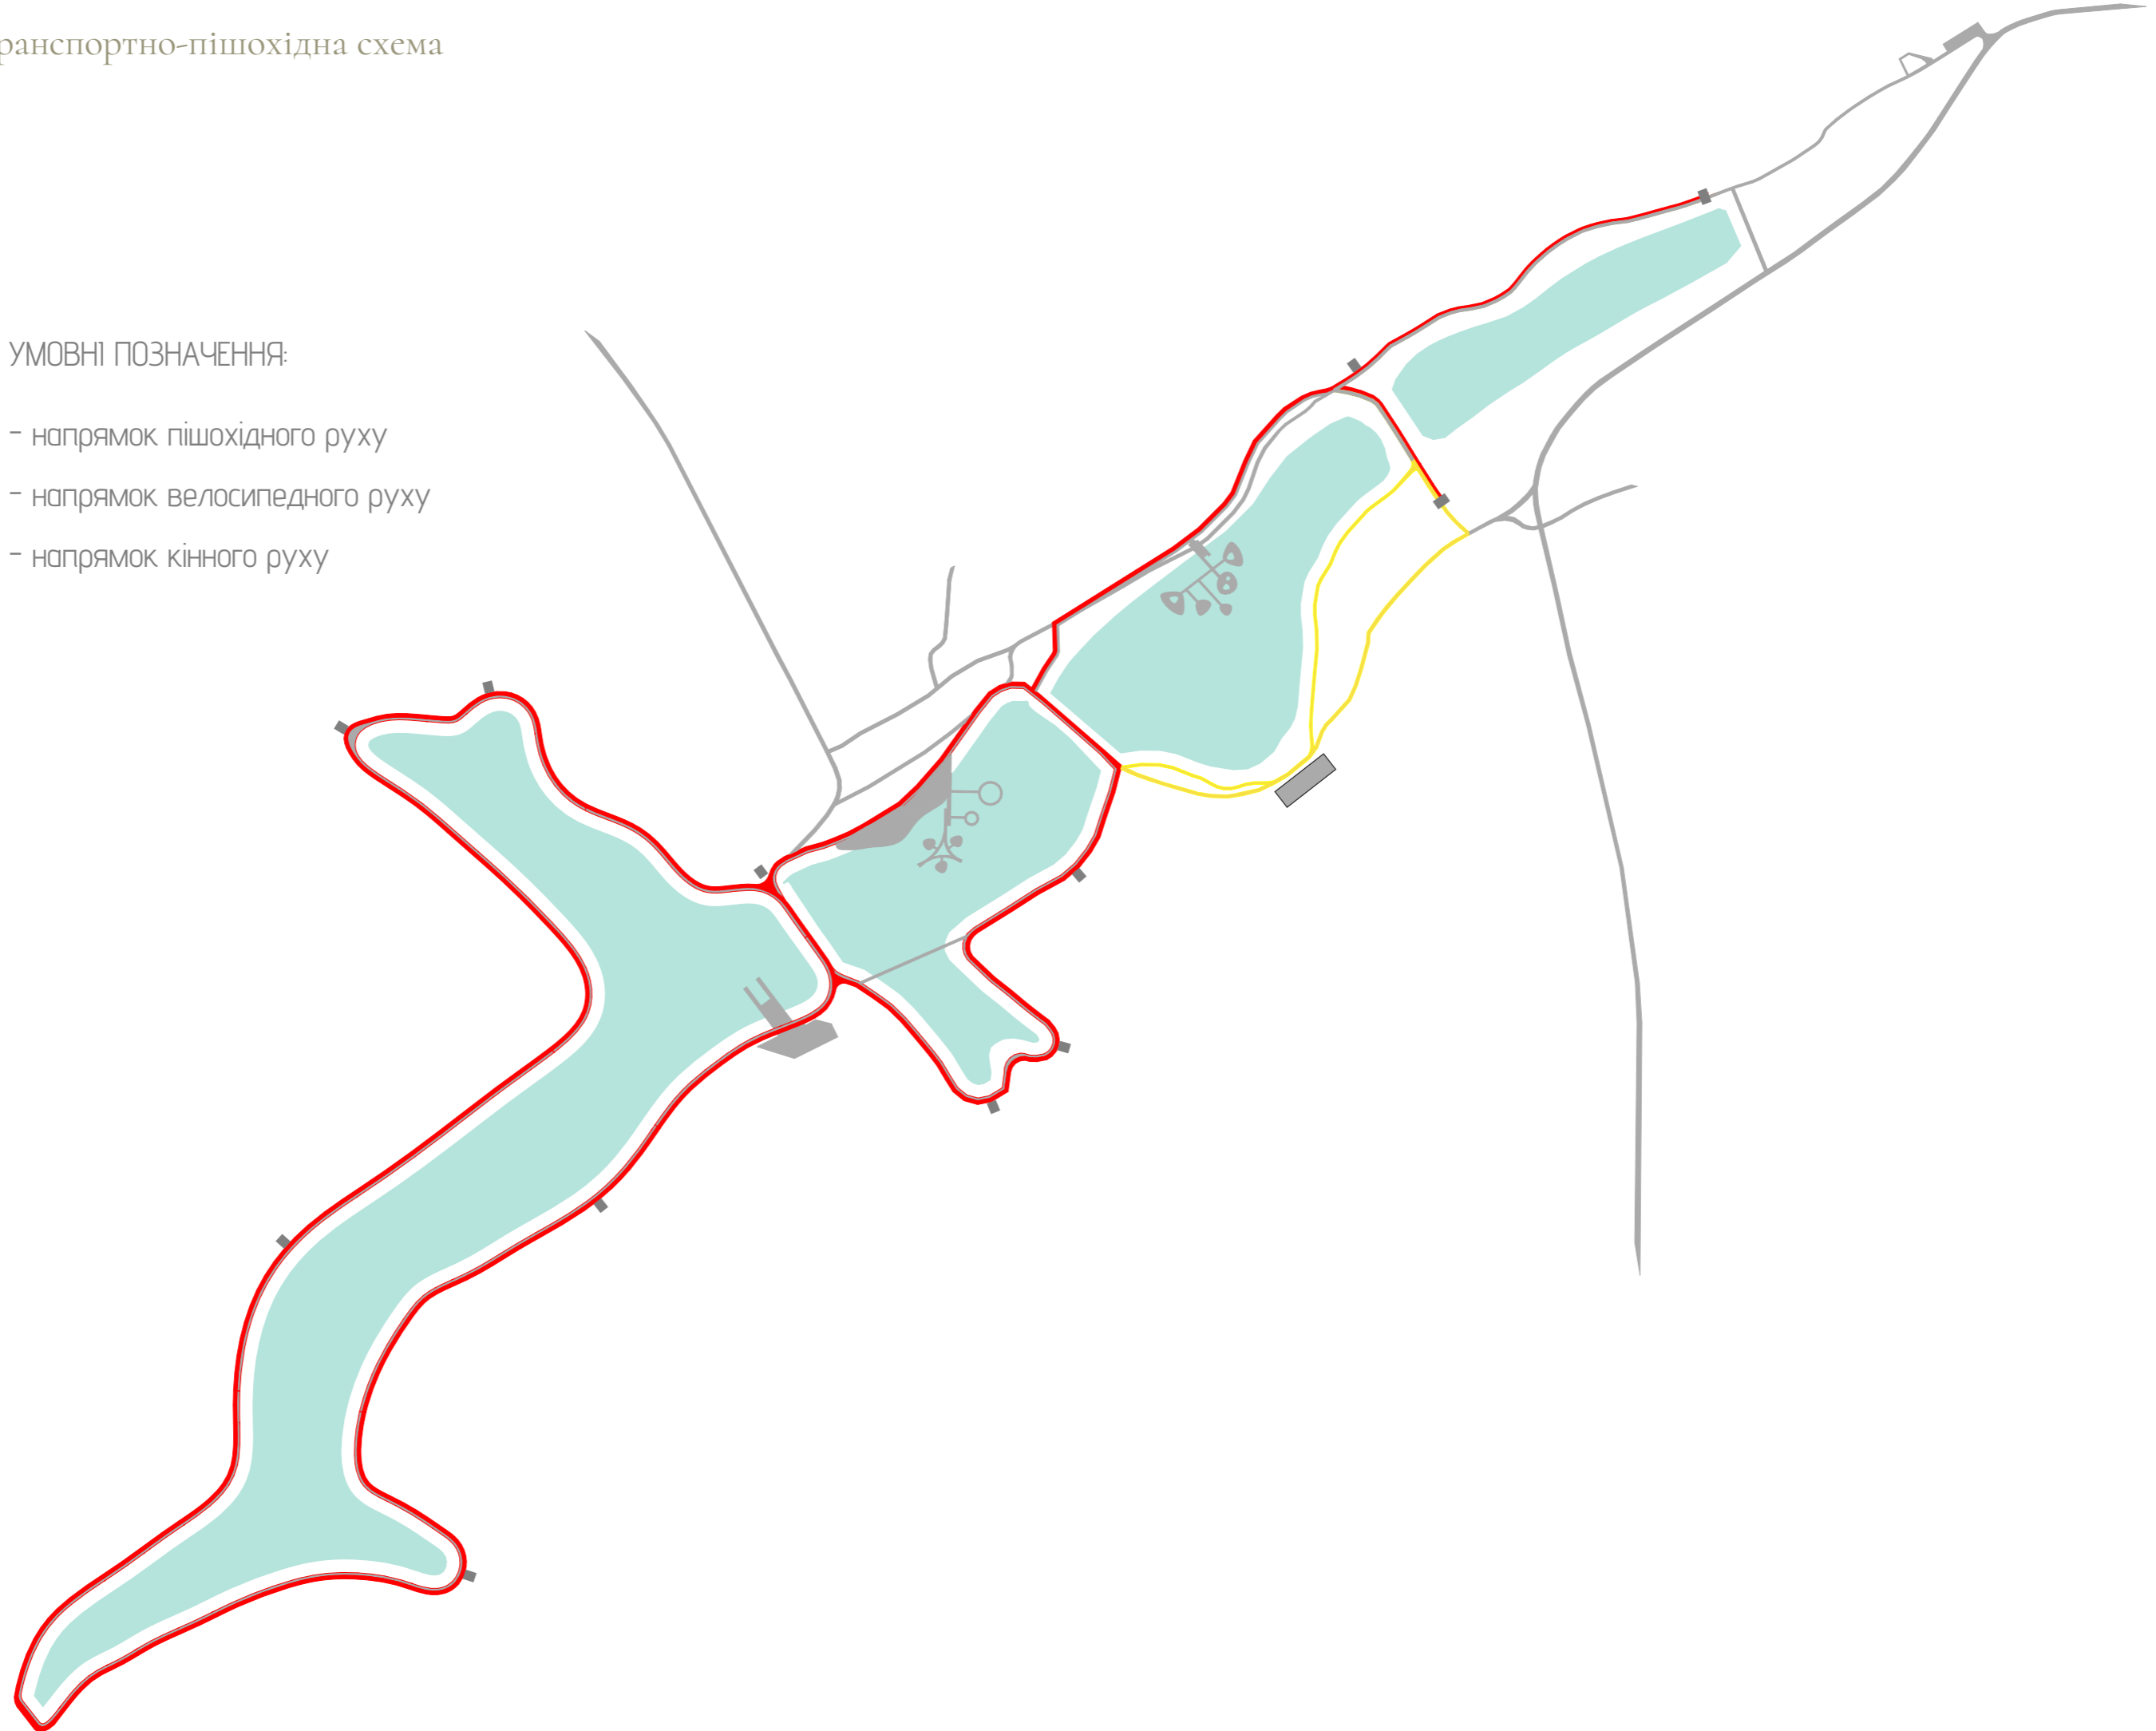 ранспортно-пішохідна схема
УМОВНІ ПОЗНАЧЕННЯ:
- напрямок пішохідного руху
- напрямок велосипедного руху
- напрямок кінного руху